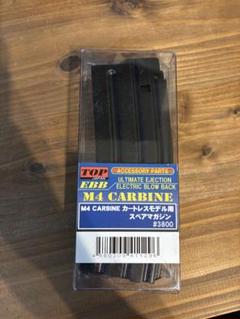 TOP
JAPAN
EBB
ACCESSORY PARTS
ULTIMATE EJECTION
ELECTRIC BLOW BACK
M4 CARBINE
M4 CARBINE カートレスモデル用
スペアマガジン
#3800